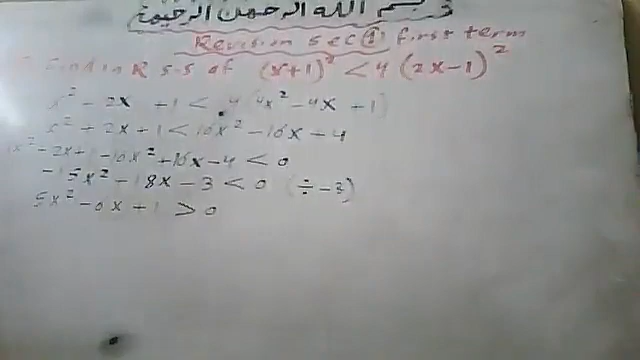 بسم الله الرحمن الرحيم
Revision sec (1) first term
Find in R S.S of (x+1)² < 4 (2x-1)²
x² - 2x + 1 < 4 (4x² - 4x + 1)
x² + 2x + 1 < 16x² - 16x - 4
x² - 2x + 1 - 16x² + 16x - 4 < 0
-15x² - 18x - 3 < 0 (÷ -3)
5x² - 6x + 1 > 0